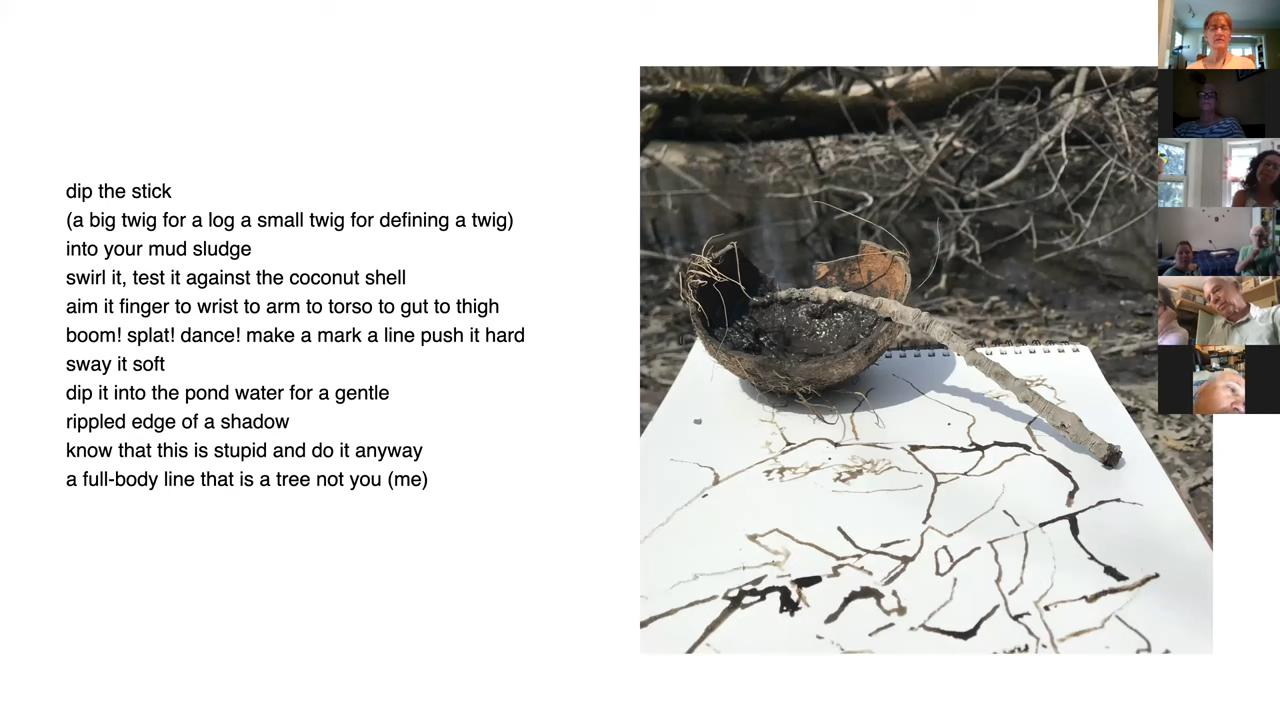 dip the stick
(a big twig for a log a small twig for defining a twig)
into your mud sludge
swirl it, test it against the coconut shell
aim it finger to wrist to arm to torso to gut to thigh
boom! splat! dance! make a mark a line push it hard
sway it soft
dip it into the pond water for a gentle
rippled edge of a shadow
know that this is stupid and do it anyway
a full-body line that is a tree not you (me)